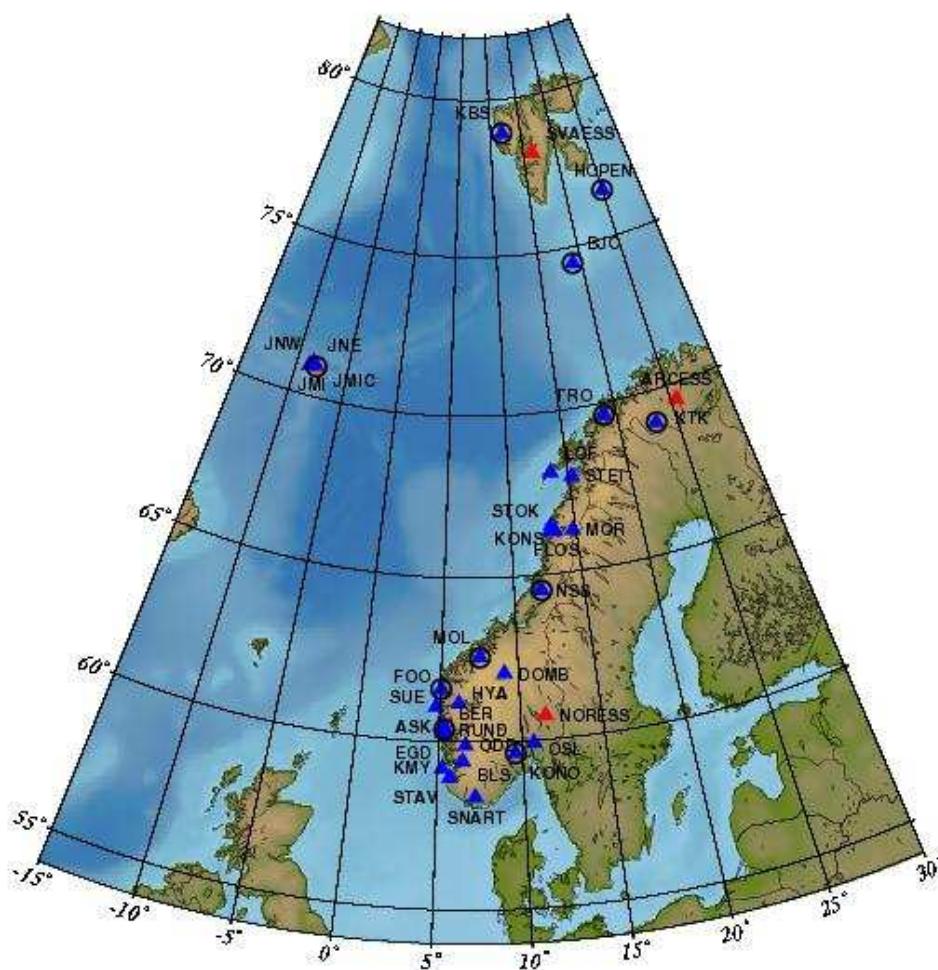 80°
KBS
SVAESS
HOPEN
75°
BJO
JNW
JNE
70°
JMI
JMIC
ARCESS
TRO
KTK
LOF
STEI
STOK
65°
MOR
KONS
FLOS
NSS
MOL
60°
FOO
DOMB
SUE
HYA
BER
NORESS
ASK
RUND
EGD
OSL
KMY
BLS
KONO
STAV
SNART
55°
-15°
30°
-10°
25°
-5°
20°
0°
15°
5°
10°